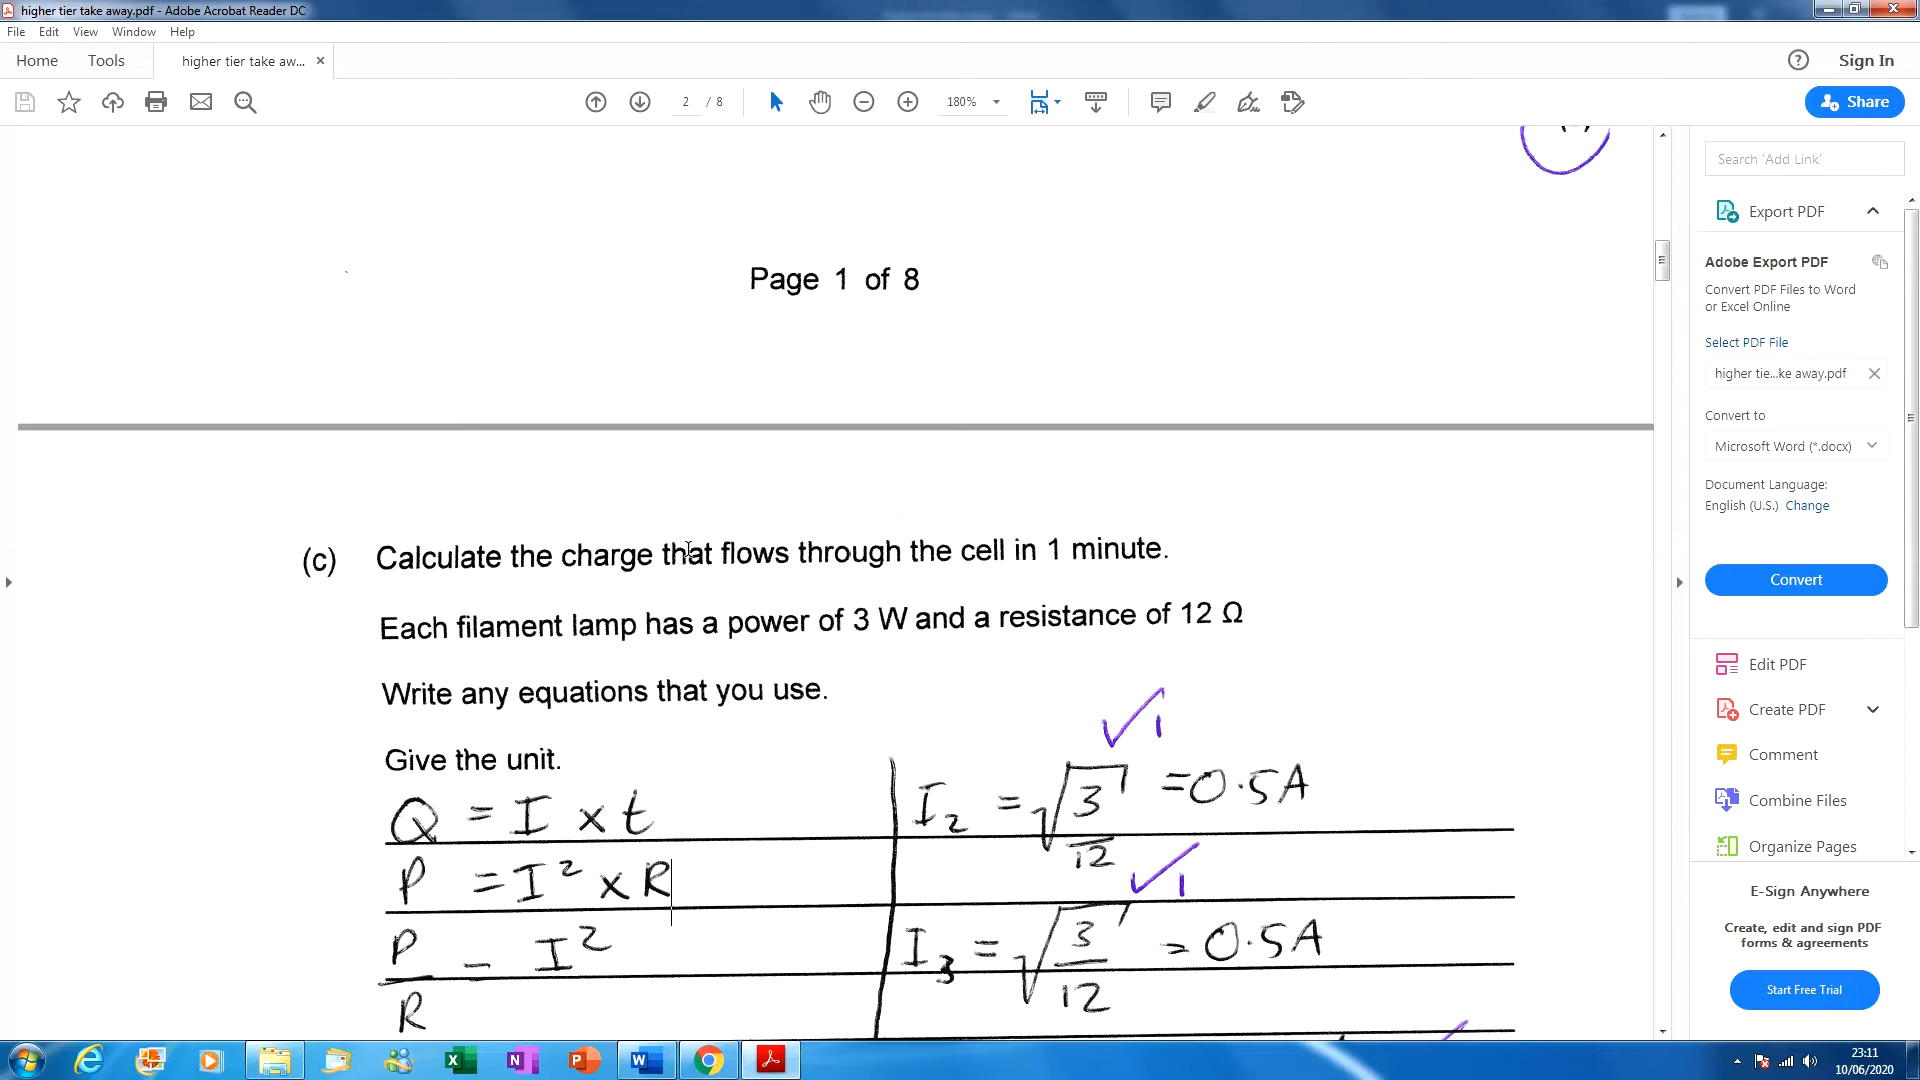 higher tier take away.pdf - Adobe Acrobat Reader DC
File Edit View Window Help
Home Tools higher tier take aw... × Sign In
2 / 8 180% Share
Search 'Add Link'
Export PDF
Adobe Export PDF
Convert PDF Files to Word
or Excel Online
Select PDF File
higher tie...ke away.pdf
Convert to
Microsoft Word (*.docx)
Document Language:
English (U.S.) Change
Convert
Edit PDF
Create PDF
Comment
Combine Files
Organize Pages
E-Sign Anywhere
Create, edit and sign PDF
forms & agreements
Start Free Trial
Page 1 of 8
(c) Calculate the charge that flows through the cell in 1 minute.
Each filament lamp has a power of 3 W and a resistance of 12 Ω
Write any equations that you use.
Give the unit.
Q = I x t
P = I² x R
P/R = I²
✓1
I₂ = √3/12 = 0.5A
✓1
I₃ = √3/12 = 0.5A
23:11
10/06/2020